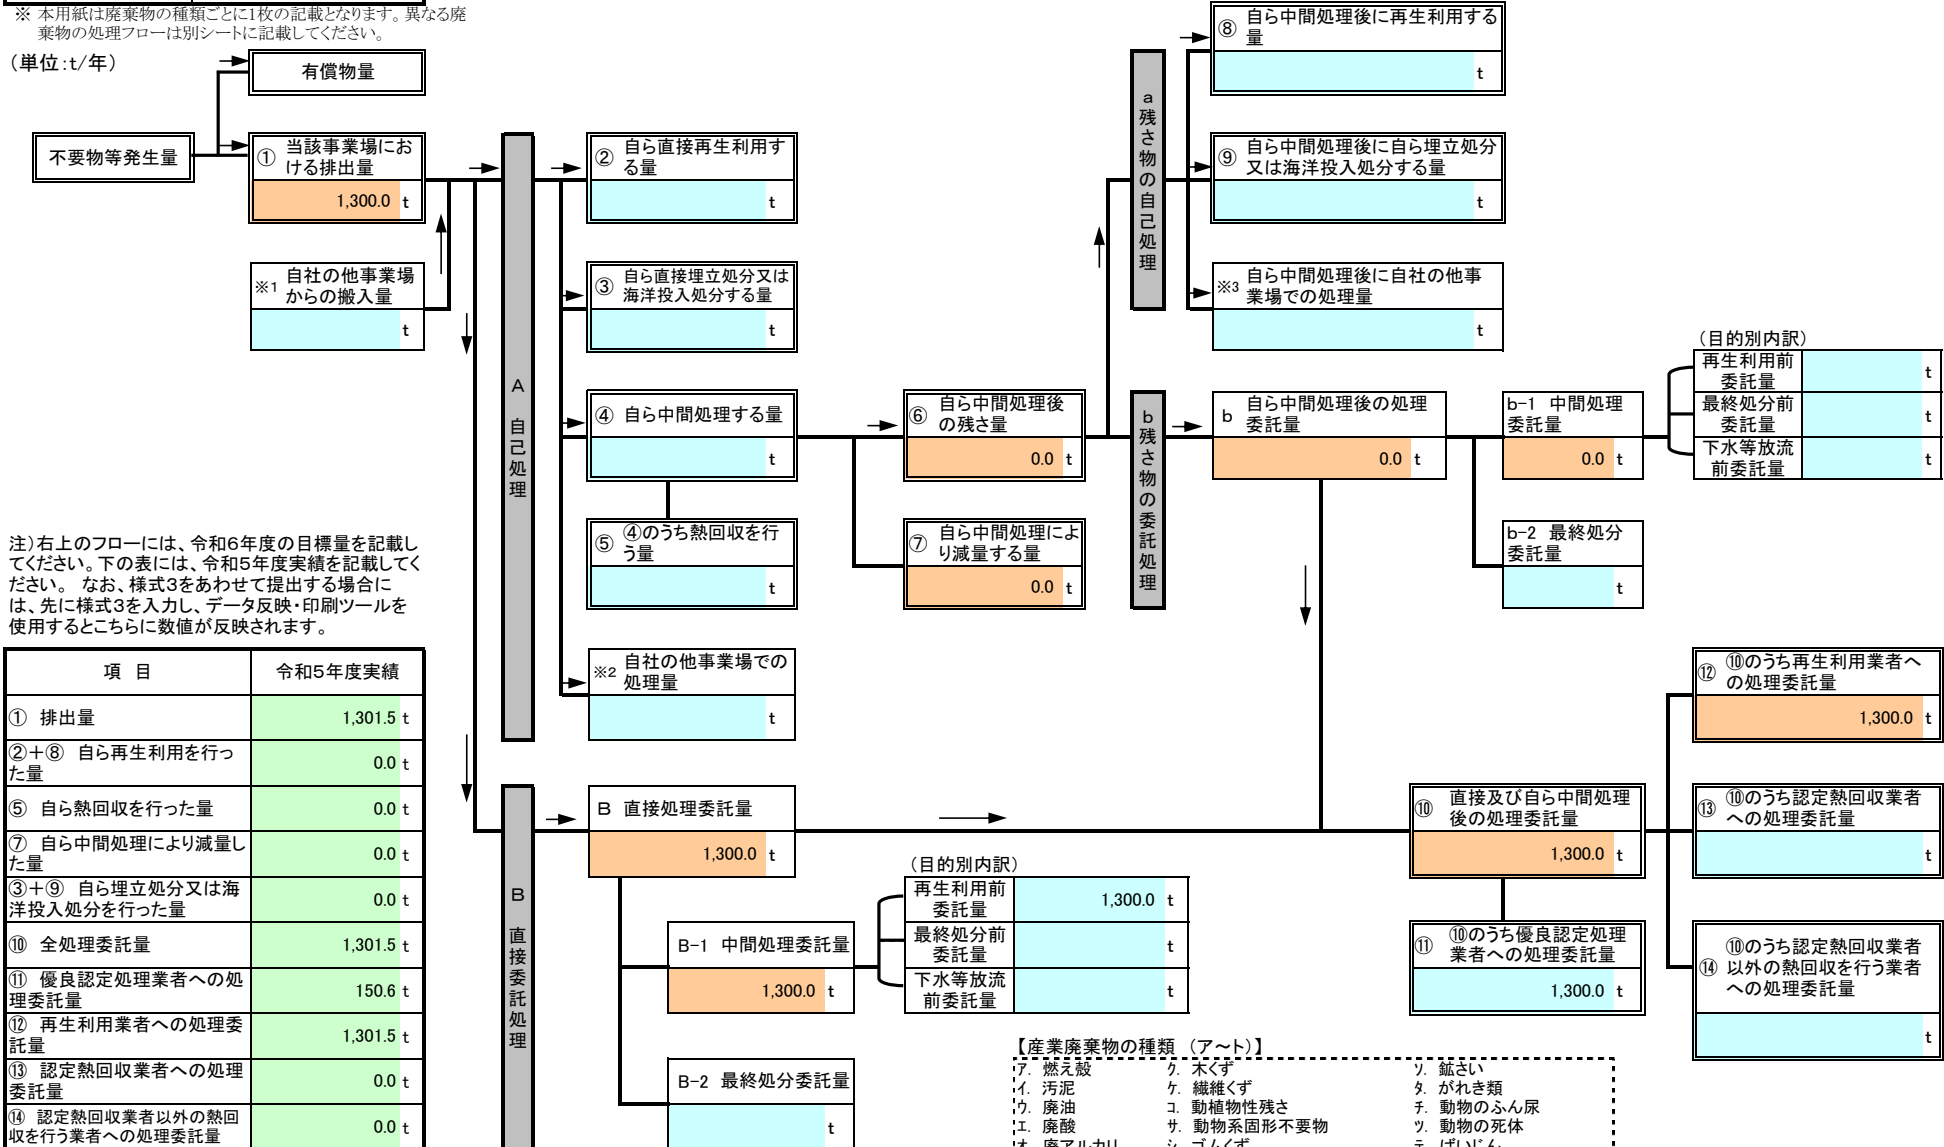 ※ 本用紙は廃棄物の種類ごとに1枚の記載となります。異なる廃
棄物の処理フローは別シートに記載してください。
(単位:t/年)
有償物量
不要物等発生量
① 当該事業場にお
ける排出量
1,300.0 t
※1 自社の他事業場
からの搬入量
t
A 自己処理
② 自ら直接再生利用す
る量
t
③ 自ら直接埋立処分又は
海洋投入処分する量
t
④ 自ら中間処理する量
t
⑤ ④のうち熱回収を行
う量
t
※2 自社の他事業場での
処理量
t
⑥ 自ら中間処理後
の残さ量
0.0 t
⑦ 自ら中間処理によ
り減量する量
0.0 t
a残さ物の自己処理
⑧ 自ら中間処理後に再生利用する
量
t
⑨ 自ら中間処理後に自ら埋立処分
又は海洋投入処分する量
t
※3 自ら中間処理後に自社の他事
業場での処理量
t
b残さ物の委託処理
b 自ら中間処理後の処理
委託量
0.0 t
b-1 中間処理
委託量
0.0 t
(目的別内訳)
再生利用前
委託量
t
最終処分前
委託量
t
下水等放流
前委託量
t
b-2 最終処分
委託量
t
注)右上のフローには、令和6年度の目標量を記載し
てください。下の表には、令和5年度実績を記載してく
ださい。 なお、様式3をあわせて提出する場合に
は、先に様式3を入力し、データ反映・印刷ツールを
使用するとこちらに数値が反映されます。
項 目 令和5年度実績
① 排出量 1,301.5 t
②+⑧ 自ら再生利用を行っ
た量
0.0 t
⑤ 自ら熱回収を行った量 0.0 t
⑦ 自ら中間処理により減量し
た量
0.0 t
③+⑨ 自ら埋立処分又は海
洋投入処分を行った量
0.0 t
⑩ 全処理委託量 1,301.5 t
⑪ 優良認定処理業者への処
理委託量
150.6 t
⑫ 再生利用業者への処理委
託量
1,301.5 t
⑬ 認定熱回収業者への処理
委託量
0.0 t
⑭ 認定熱回収業者以外の熱回
収を行う業者への処理委託量
0.0 t
B 直接委託処理
B 直接処理委託量
1,300.0 t
B-1 中間処理委託量
1,300.0 t
B-2 最終処分委託量
t
(目的別内訳)
再生利用前
委託量
1,300.0 t
最終処分前
委託量
t
下水等放流
前委託量
t
⑩ 直接及び自ら中間処理
後の処理委託量
1,300.0 t
⑪ ⑩のうち優良認定処理
業者への処理委託量
1,300.0 t
⑫ ⑩のうち再生利用業者へ
の処理委託量
1,300.0 t
⑬ ⑩のうち認定熱回収業者
への処理委託量
t
⑭ ⑩のうち認定熱回収業者
以外の熱回収を行う業者
への処理委託量
t
【産業廃棄物の種類 (ア～ト)】
ア. 燃え殻 ク. 木くず ソ. 鉱さい
イ. 汚泥 ケ. 繊維くず タ. がれき類
ウ. 廃油 コ. 動植物性残さ チ. 動物のふん尿
エ. 廃酸 サ. 動物系固形不要物 ツ. 動物の死体
オ. 廃アルカリ シ. ゴムくず テ. ばいじん